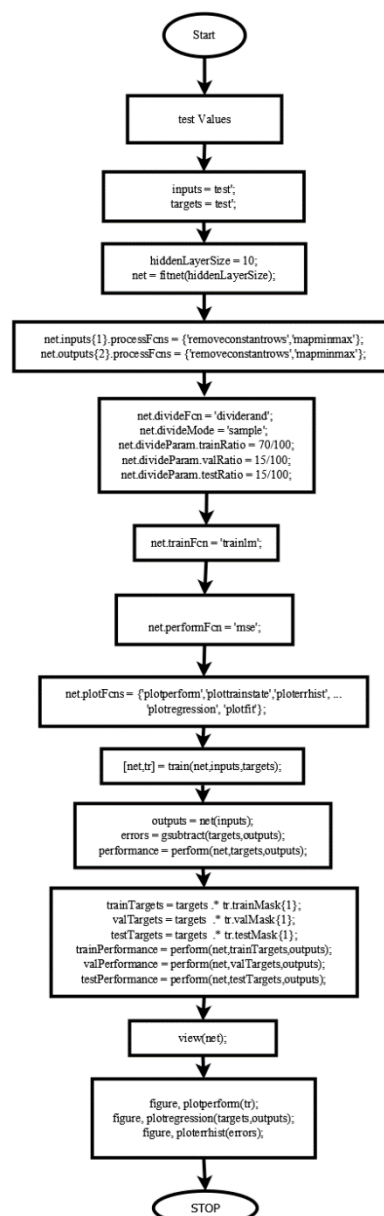 Start
test Values
inputs = test';
targets = test';
hiddenLayerSize = 10;
net = fitnet(hiddenLayerSize);
net.inputs{1}.processFcns = {'removeconstantrows','mapminmax'};
net.outputs{2}.processFcns = {'removeconstantrows','mapminmax'};
net.divideFcn = 'dividerand';
net.divideMode = 'sample';
net.divideParam.trainRatio = 70/100;
net.divideParam.valRatio = 15/100;
net.divideParam.testRatio = 15/100;
net.trainFcn = 'trainlm';
net.performFcn = 'mse';
net.plotFcns = {'plotperform','plottrainstate','ploterrhist', ...
'plotregression', 'plotfit'};
[net,tr] = train(net,inputs,targets);
outputs = net(inputs);
errors = gsubtract(targets,outputs);
performance = perform(net,targets,outputs);
trainTargets = targets .* tr.trainMask{1};
valTargets = targets .* tr.valMask{1};
testTargets = targets .* tr.testMask{1};
trainPerformance = perform(net,trainTargets,outputs);
valPerformance = perform(net,valTargets,outputs);
testPerformance = perform(net,testTargets,outputs);
view(net);
figure, plotperform(tr);
figure, plotregression(targets,outputs);
figure, ploterrhist(errors);
STOP